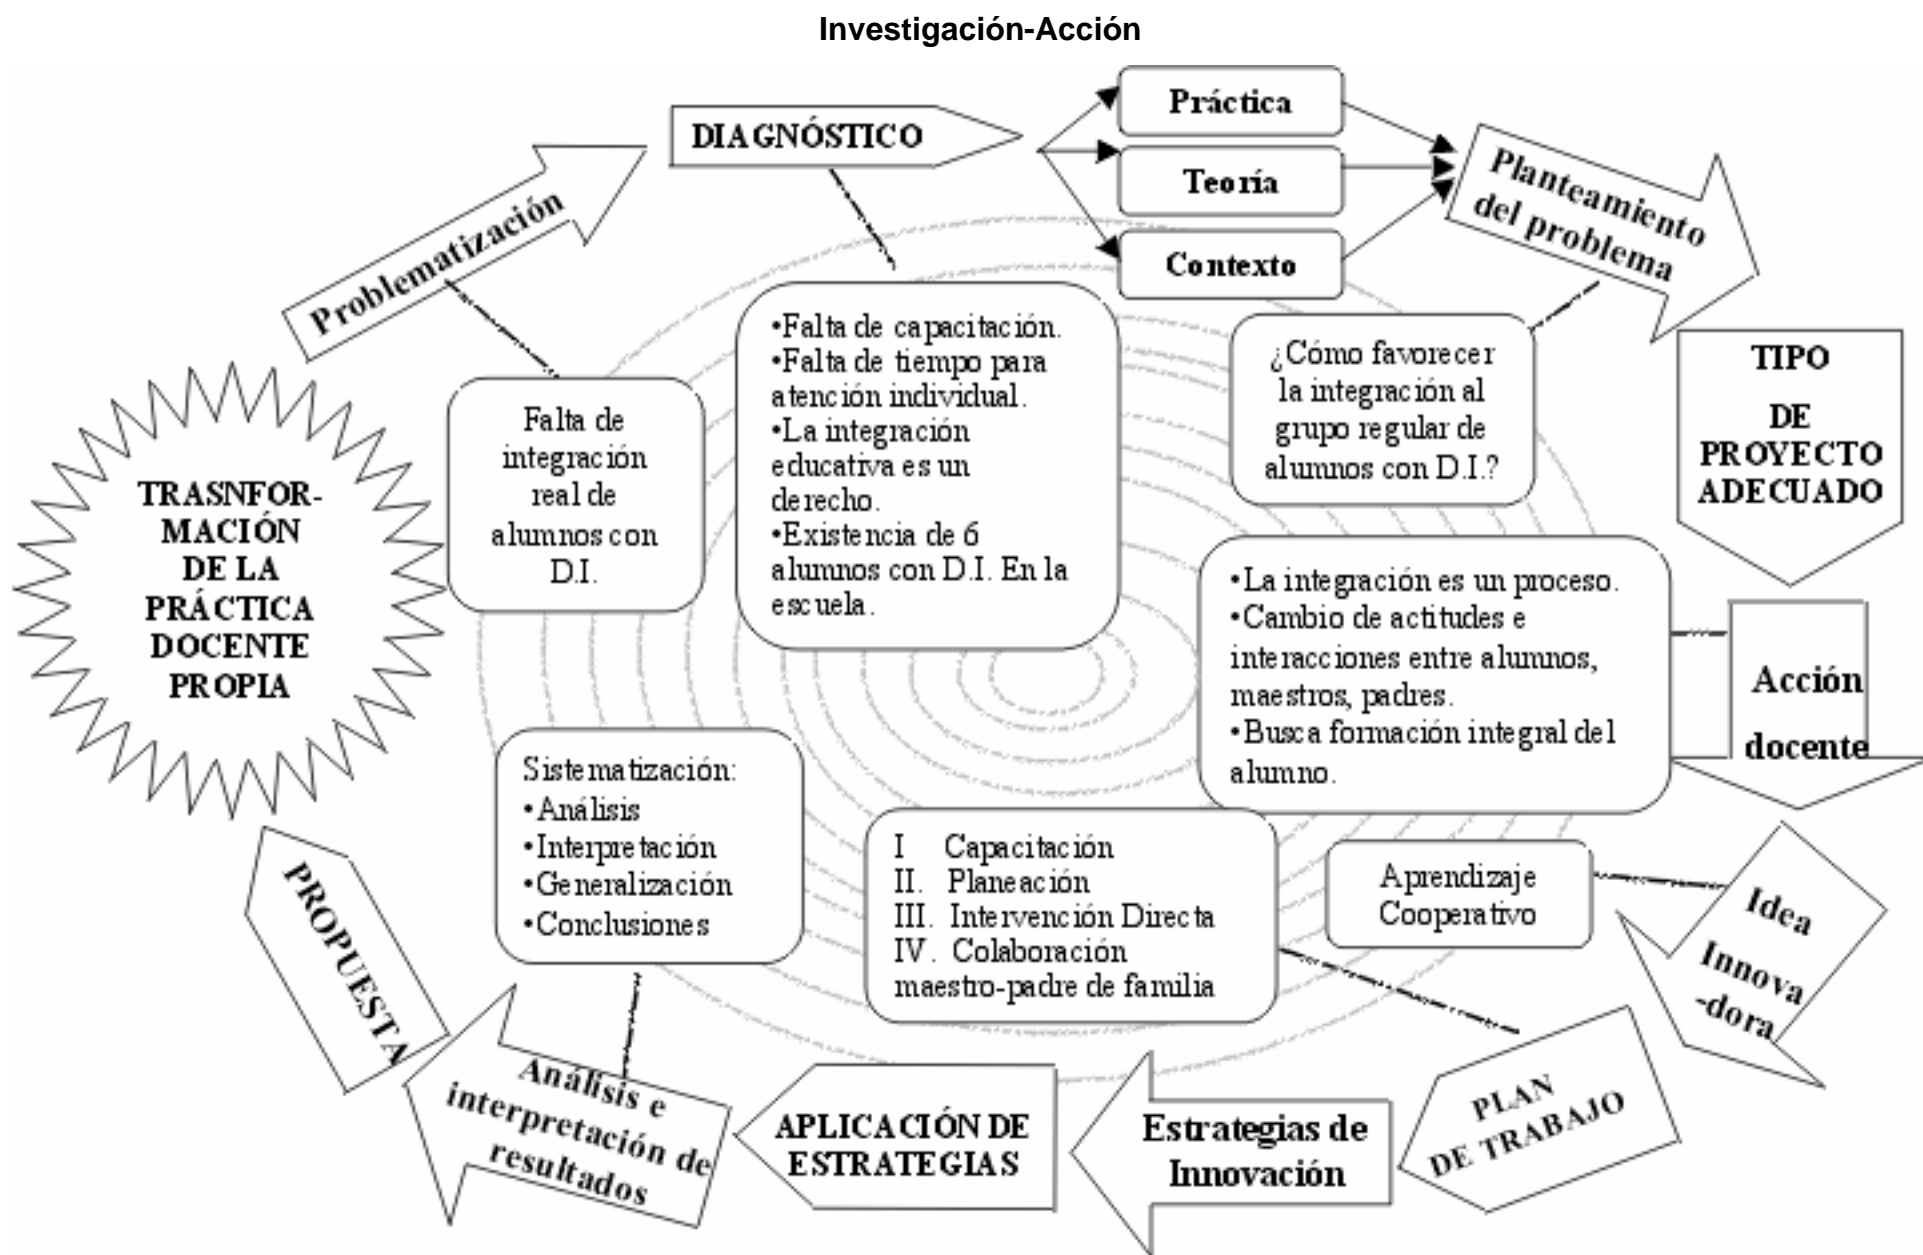 Investigación-Acción
DIAGNÓSTICO
Práctica
Teoría
Contexto
Planteamiento
del problema
Problematización
•Falta de capacitación.
•Falta de tiempo para
atención individual.
•La integración
educativa es un
derecho.
•Existencia de 6
alumnos con D.I. En la
escuela.
¿Cómo favorecer
la integración al
grupo regular de
alumnos con D.I.?
TIPO
DE
PROYECTO
ADECUADO
Falta de
integración
real de
alumnos con
D.I.
TRASNFOR-
MACIÓN
DE LA
PRÁCTICA
DOCENTE
PROPIA
•La integración es un proceso.
•Cambio de actitudes e
interacciones entre alumnos,
maestros, padres.
•Busca formación integral del
alumno.
Acción
docente
Sistematización:
•Análisis
•Interpretación
•Generalización
•Conclusiones
I Capacitación
II. Planeación
III. Intervención Directa
IV. Colaboración
maestro-padre de familia
Aprendizaje
Cooperativo
Idea
Innova
-dora
PROPUESTA
Análisis e
interpretación de
resultados
APLICACIÓN DE
ESTRATEGIAS
Estrategias de
Innovación
PLAN
DE TRABAJO